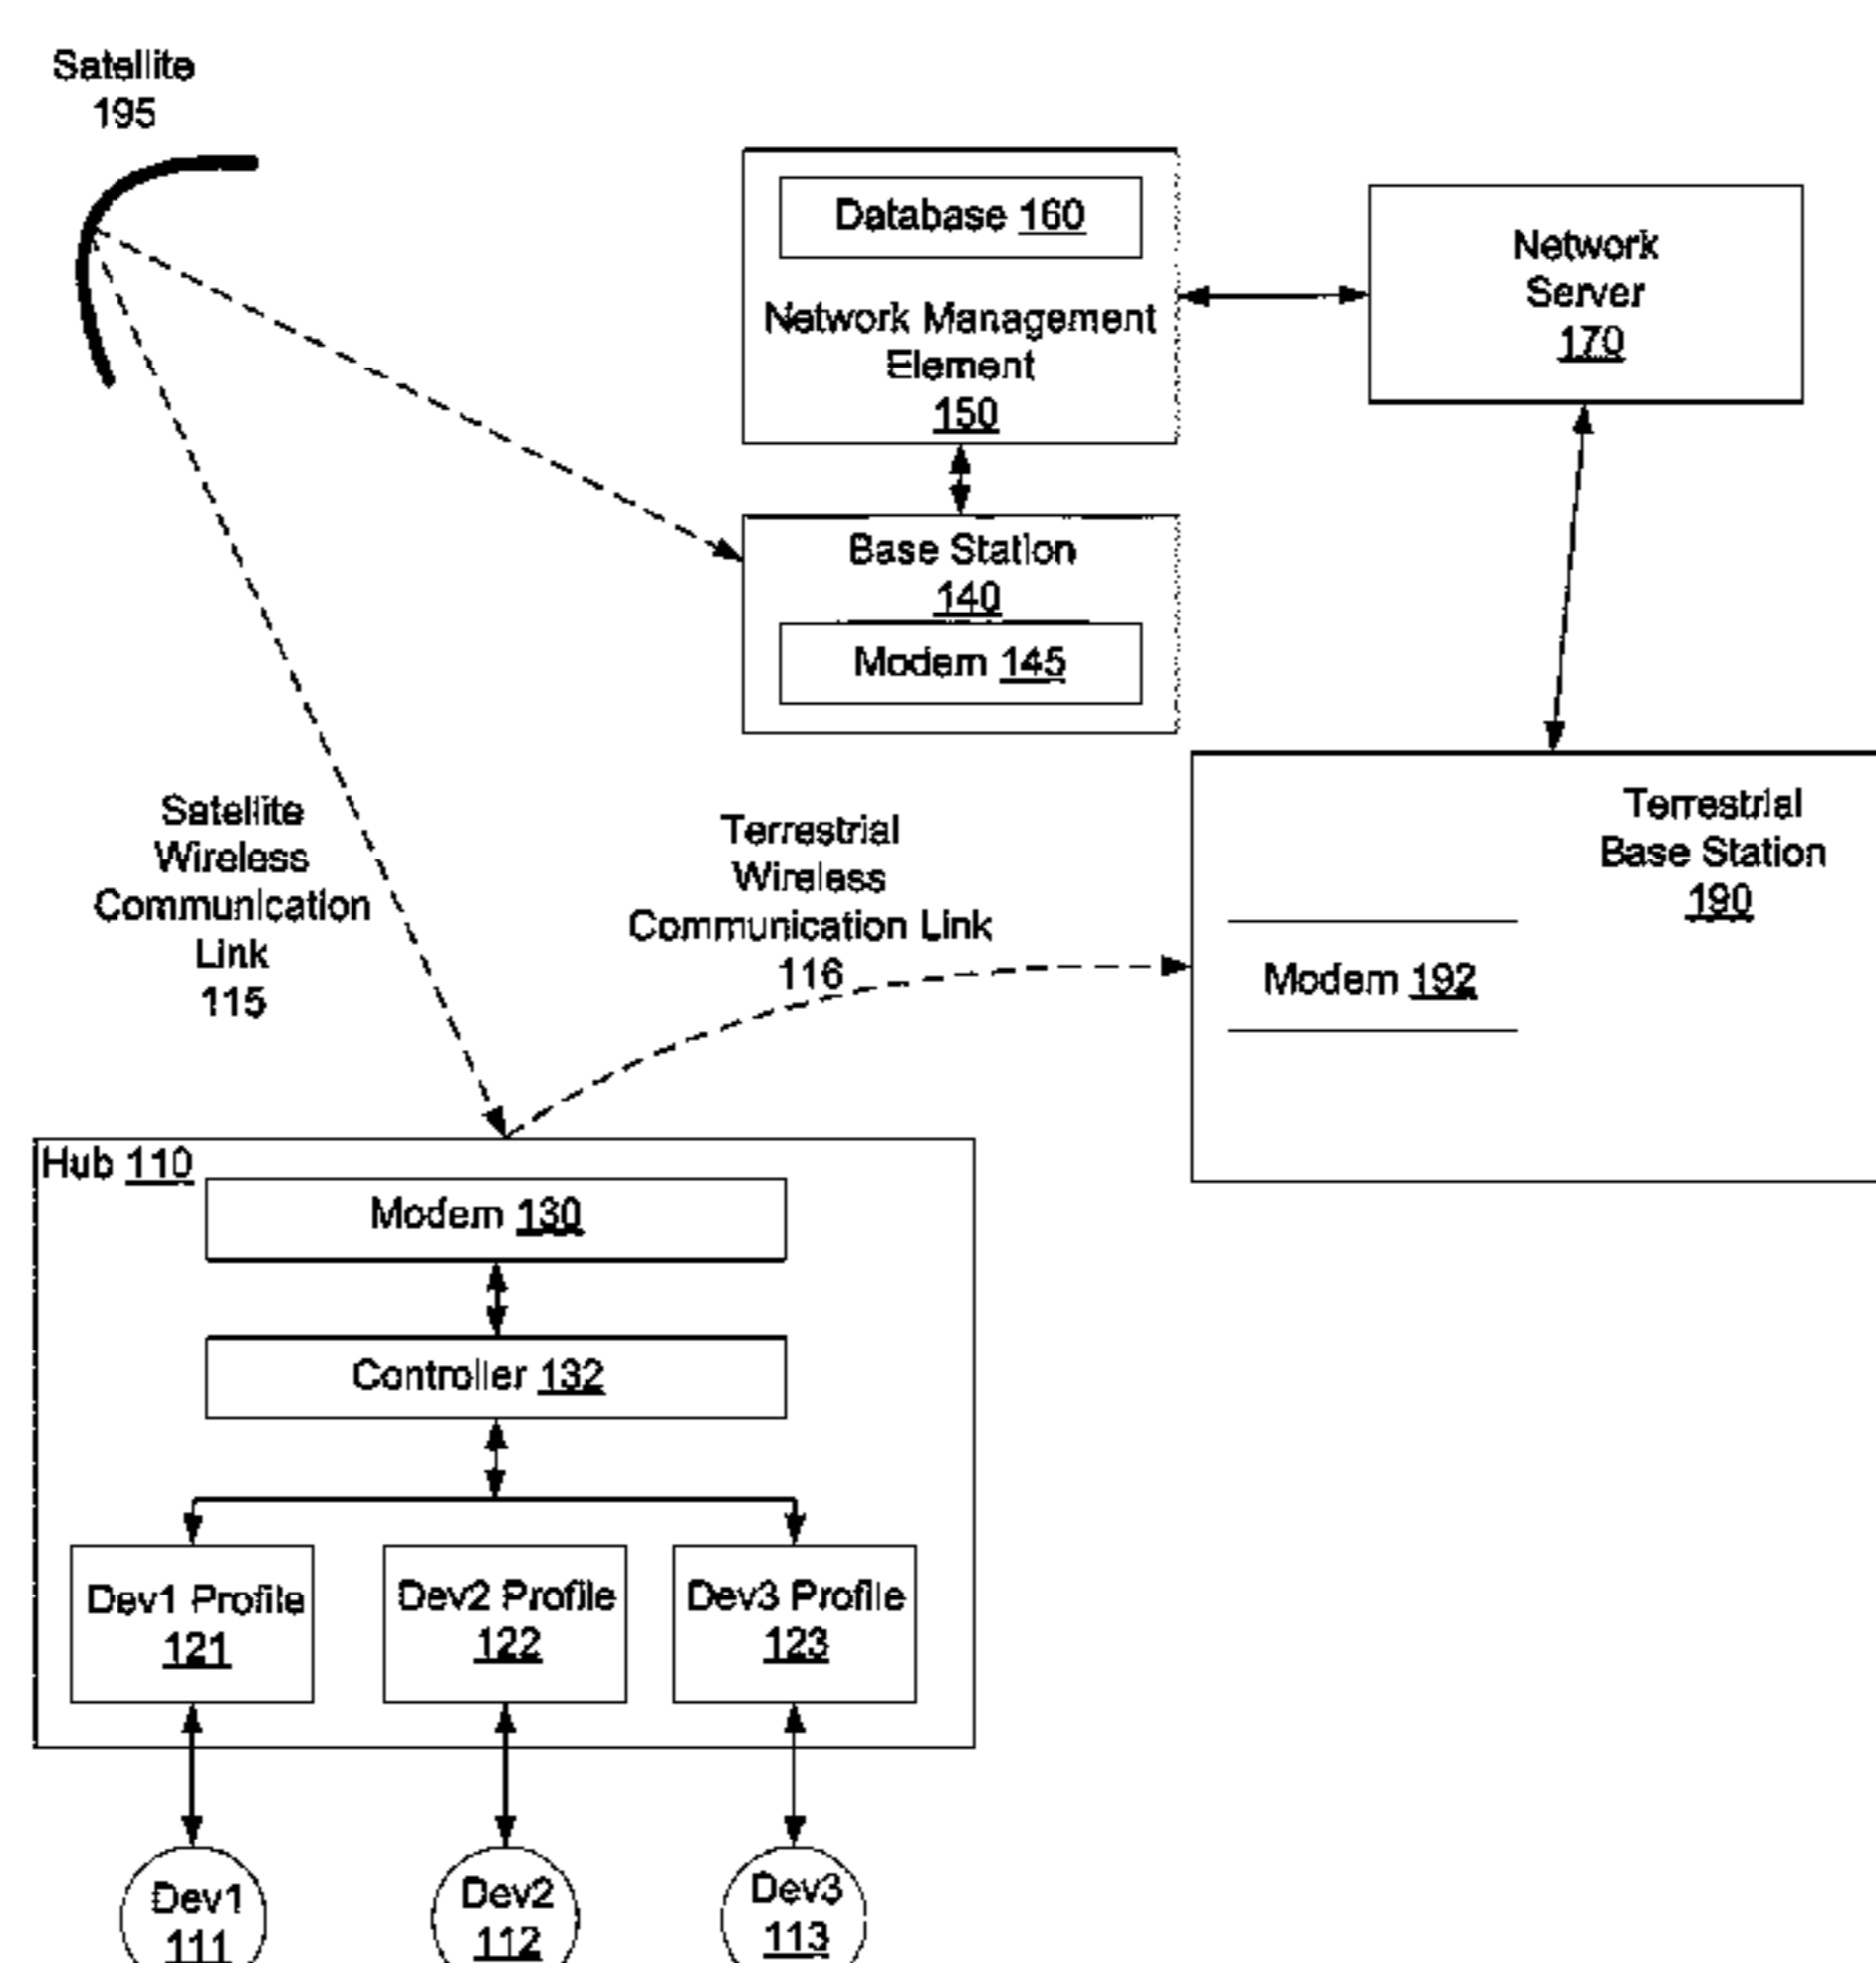 Satellite
195
Database 160
Network Management
Element
150
Network
Server
170
Base Station
140
Modem 145
Satellite
Wireless
Communication
Link
115
Terrestrial
Wireless
Communication Link
116
Terrestrial
Base Station
190
Modem 192
Hub 110
Modem 130
Controller 132
Dev1 Profile
121
Dev2 Profile
122
Dev3 Profile
123
Dev1
111
Dev2
112
Dev3
113